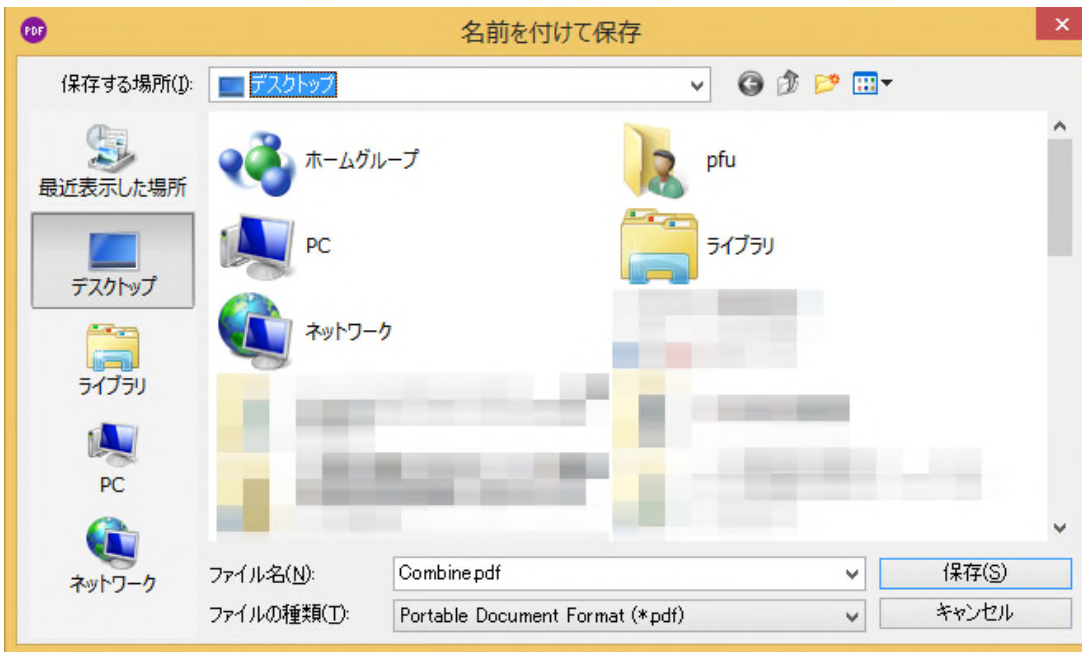 PDF
名前を付けて保存
保存する場所(I):
デスクトップ
最近表示した場所
デスクトップ
ライブラリ
PC
ネットワーク
ホームグループ
pfu
PC
ライブラリ
ネットワーク
ファイル名(N):
Combine.pdf
保存(S)
ファイルの種類(T):
Portable Document Format (*.pdf)
キャンセル